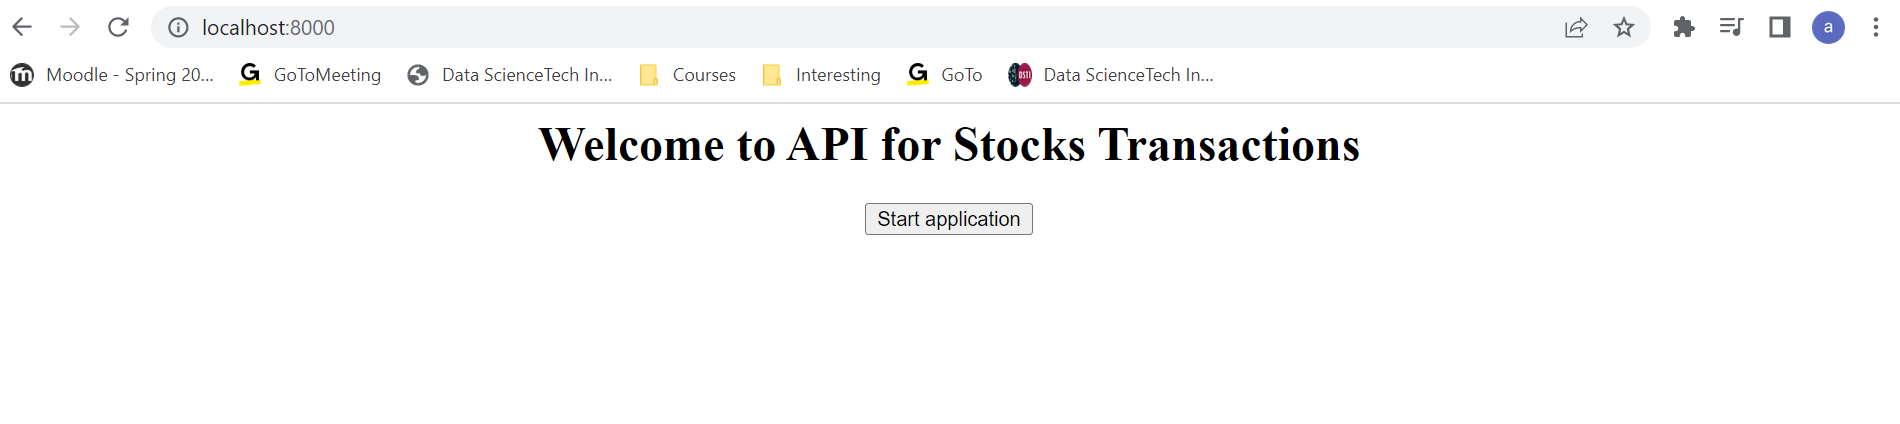 localhost:8000
a
Moodle - Spring 20... GoToMeeting Data ScienceTech In... Courses Interesting GoTo Data ScienceTech In...
Welcome to API for Stocks Transactions
Start application